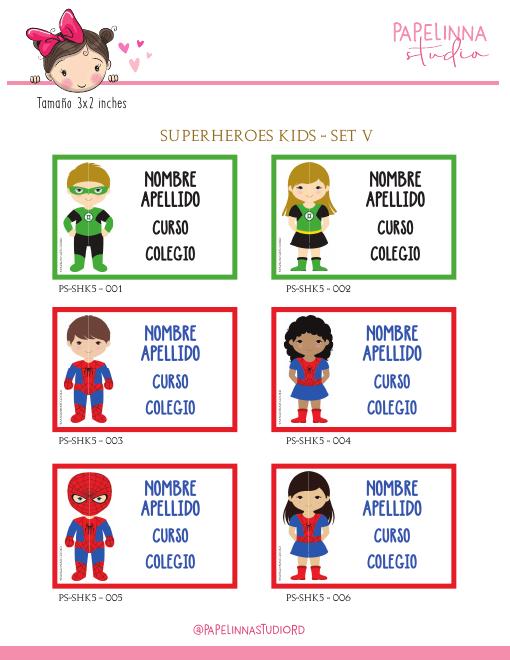 PAPELINNA
studio
Tamaño 3x2 inches
SUPERHEROES KIDS - SET V
NOMBRE
APELLIDO
CURSO
COLEGIO
PS-SHK5 - 001
NOMBRE
APELLIDO
CURSO
COLEGIO
PS-SHK5 - 002
NOMBRE
APELLIDO
CURSO
COLEGIO
PS-SHK5 - 003
NOMBRE
APELLIDO
CURSO
COLEGIO
PS-SHK5 - 004
NOMBRE
APELLIDO
CURSO
COLEGIO
PS-SHK5 - 005
NOMBRE
APELLIDO
CURSO
COLEGIO
PS-SHK5 - 006
@PAPELINNASTUDIORD